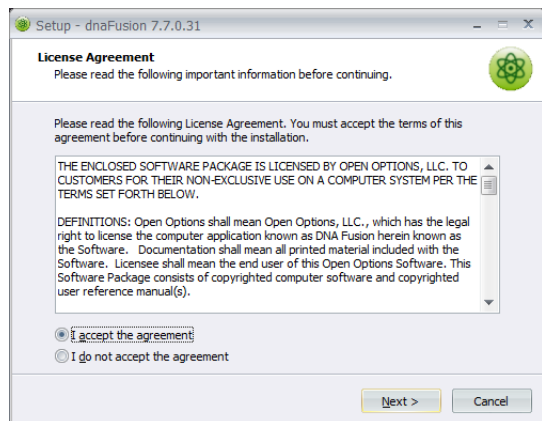 Setup - dnaFusion 7.7.0.31
License Agreement
Please read the following important information before continuing.
Please read the following License Agreement. You must accept the terms of this
agreement before continuing with the installation.
THE ENCLOSED SOFTWARE PACKAGE IS LICENSED BY OPEN OPTIONS, LLC. TO
CUSTOMERS FOR THEIR NON-EXCLUSIVE USE ON A COMPUTER SYSTEM PER THE
TERMS SET FORTH BELOW.
DEFINITIONS: Open Options shall mean Open Options, LLC., which has the legal
right to license the computer application known as DNA Fusion herein known as
the Software. Documentation shall mean all printed material included with the
Software. Licensee shall mean the end user of this Open Options Software. This
Software Package consists of copyrighted computer software and copyrighted
user reference manual(s).
I accept the agreement
I do not accept the agreement
Next >
Cancel